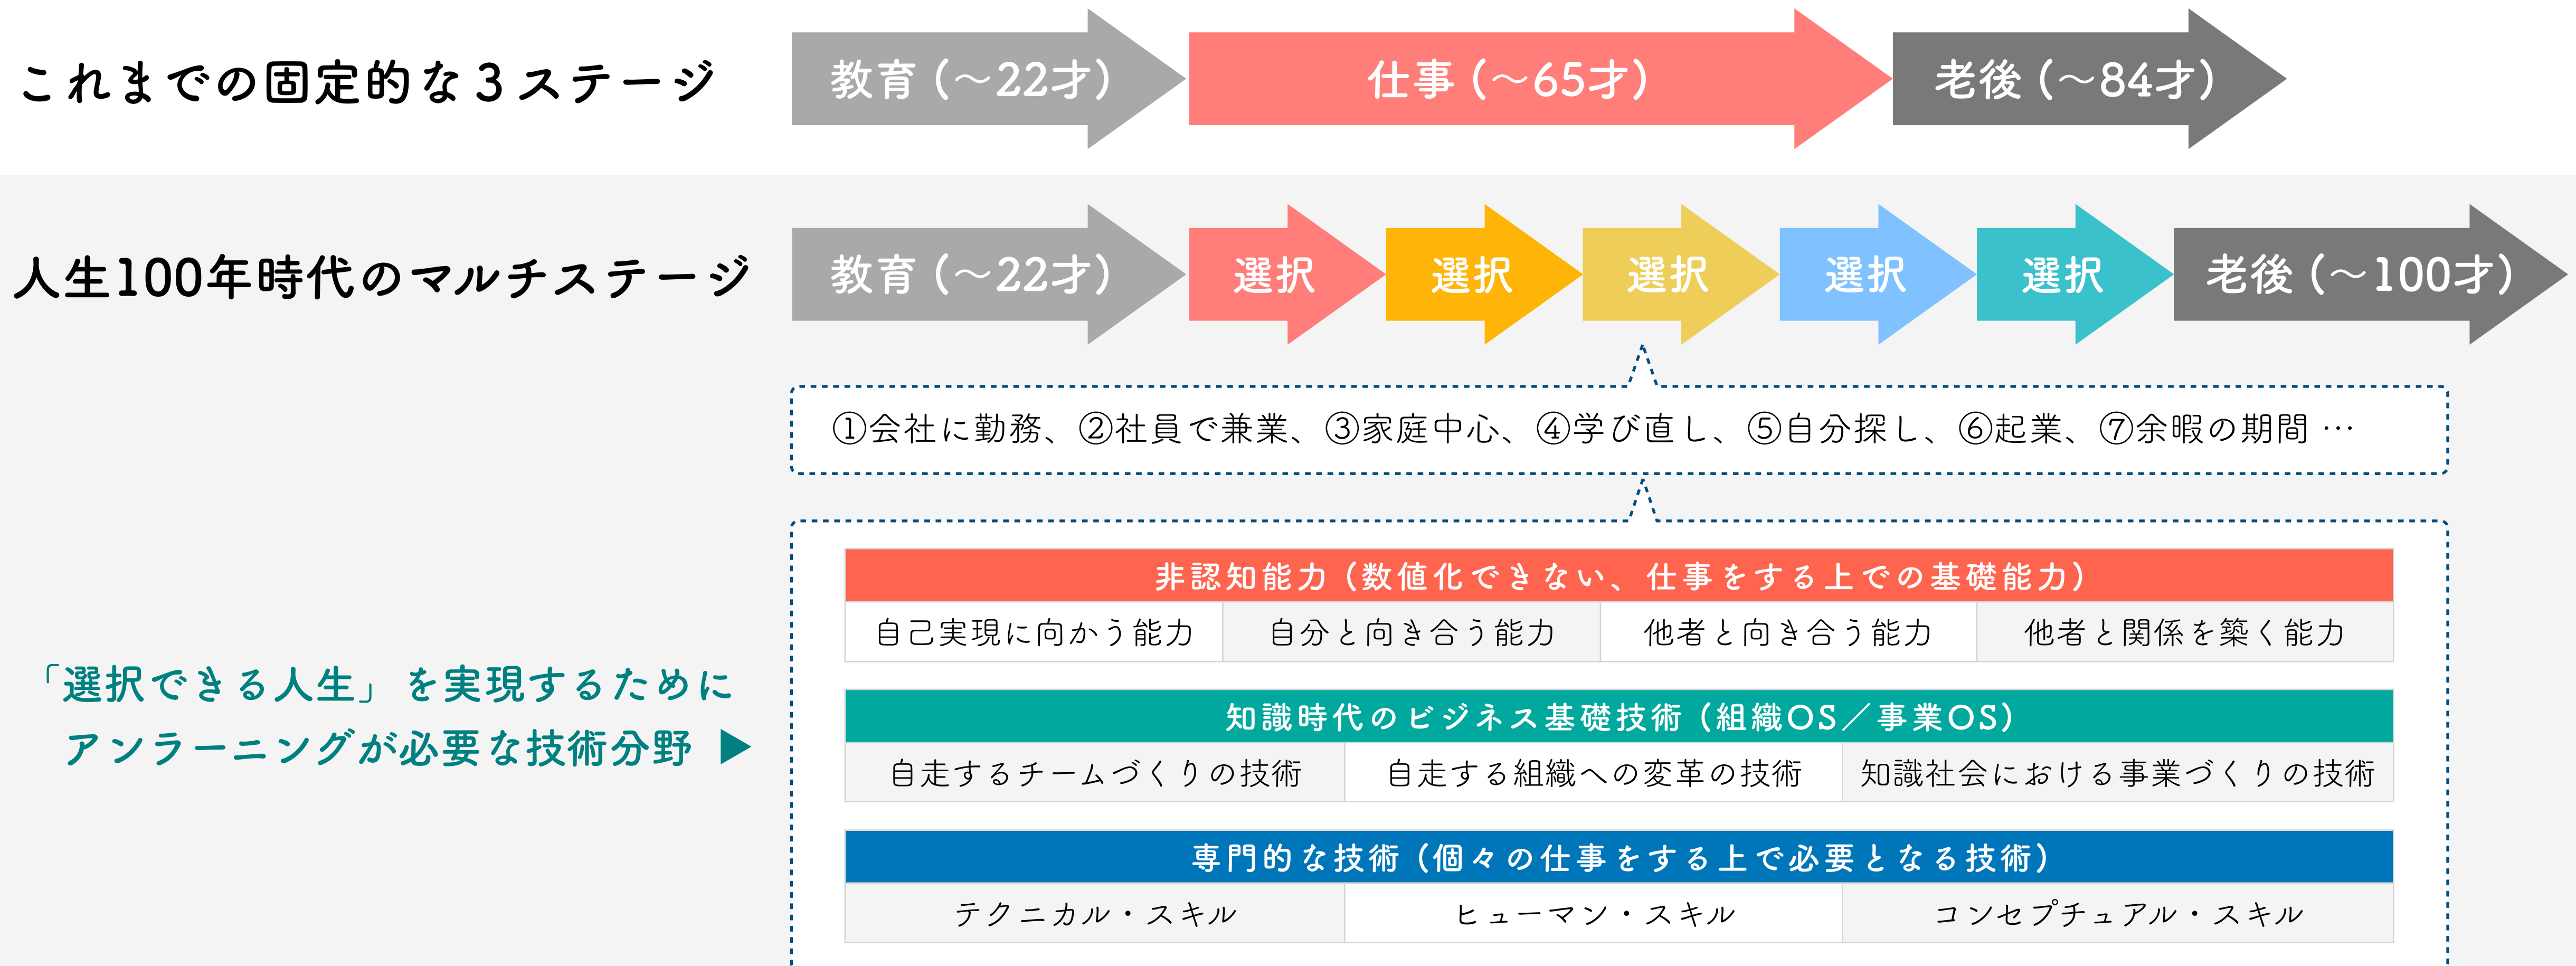 これまでの固定的な３ステージ
教育（～22才）
仕事（～65才）
老後（～84才）
人生100年時代のマルチステージ
教育（～22才）
選択
選択
選択
選択
選択
老後（～100才）
①会社に勤務、②社員で兼業、③家庭中心、④学び直し、⑤自分探し、⑥起業、⑦余暇の期間 …
「選択できる人生」を実現するために
アンラーニングが必要な技術分野 ▶
非認知能力（数値化できない、仕事をする上での基礎能力）
自己実現に向かう能力
自分と向き合う能力
他者と向き合う能力
他者と関係を築く能力
知識時代のビジネス基礎技術（組織OS／事業OS）
自走するチームづくりの技術
自走する組織への変革の技術
知識社会における事業づくりの技術
専門的な技術（個々の仕事をする上で必要となる技術）
テクニカル・スキル
ヒューマン・スキル
コンセプチュアル・スキル